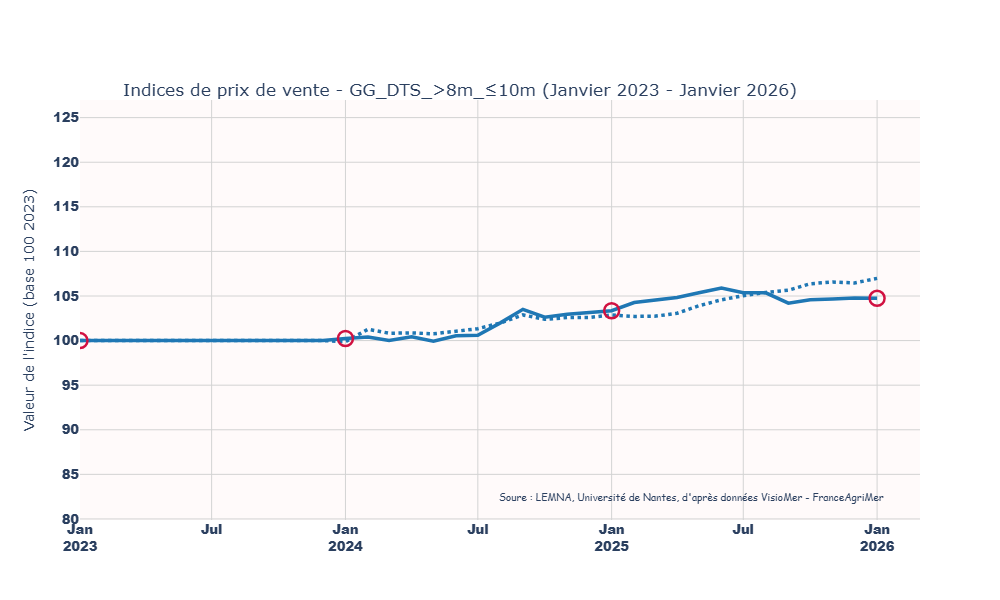 Indices de prix de vente - GG_DTS_>8m_≤10m (Janvier 2023 - Janvier 2026)
Valeur de l'indice (base 100 2023)
125
120
115
110
105
100
95
90
85
80
Soure : LEMNA, Université de Nantes, d'après données VisioMer - FranceAgriMer
Jan
2023
Jul
Jan
2024
Jul
Jan
2025
Jul
Jan
2026